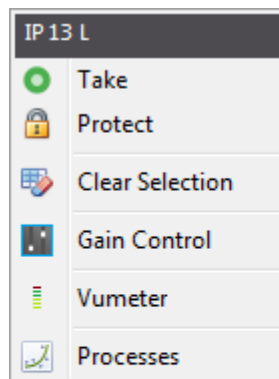 IP 13 L
Take
Protect
Clear Selection
Gain Control
Vumeter
Processes